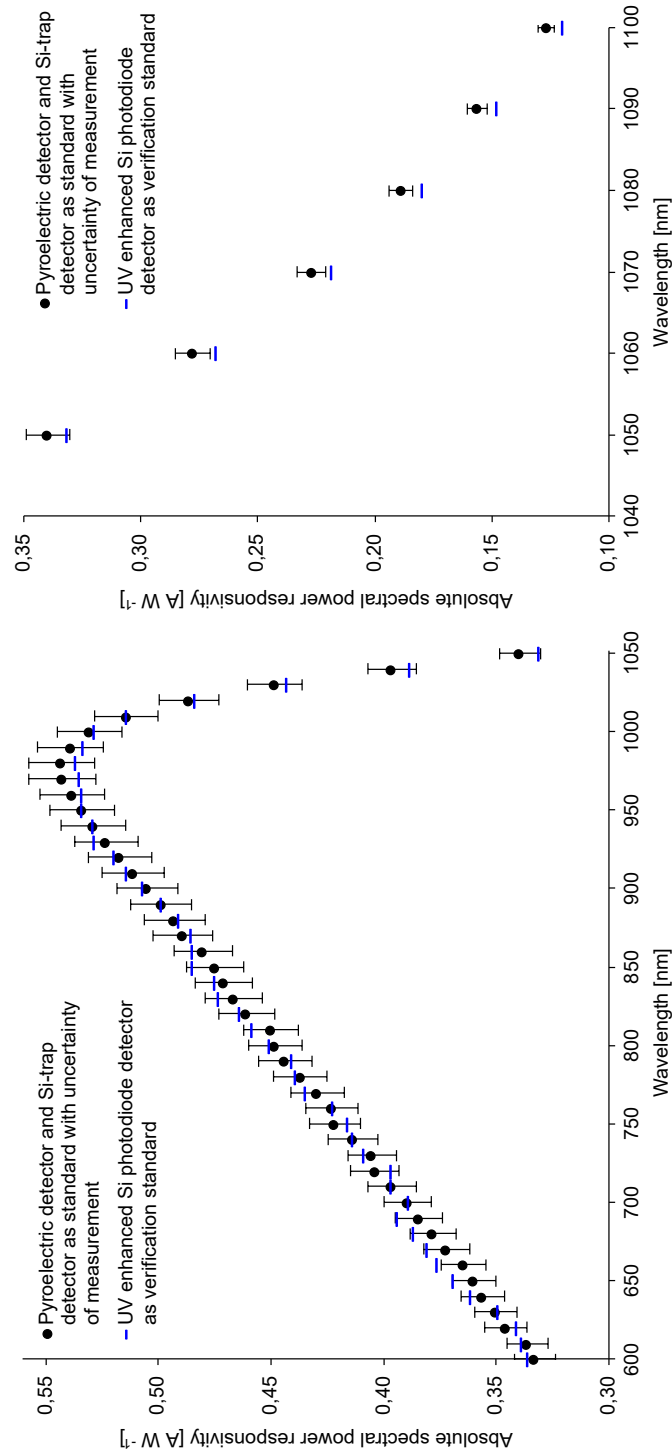 Absolute spectral power responsivity [A W⁻¹]
0,55
0,50
0,45
0,40
0,35
0,30
Pyroelectric detector and Si-trap
detector as standard with uncertainty
of measurement
UV enhanced Si photodiode detector
as verification standard
600
650
700
750
800
850
900
950
1000
1050
Wavelength [nm]
Absolute spectral power responsivity [A W⁻¹]
0,35
0,30
0,25
0,20
0,15
0,10
Pyroelectric detector and Si-trap
detector as standard with
uncertainty of measurement
UV enhanced Si photodiode
detector as verification standard
1040
1050
1060
1070
1080
1090
1100
Wavelength [nm]